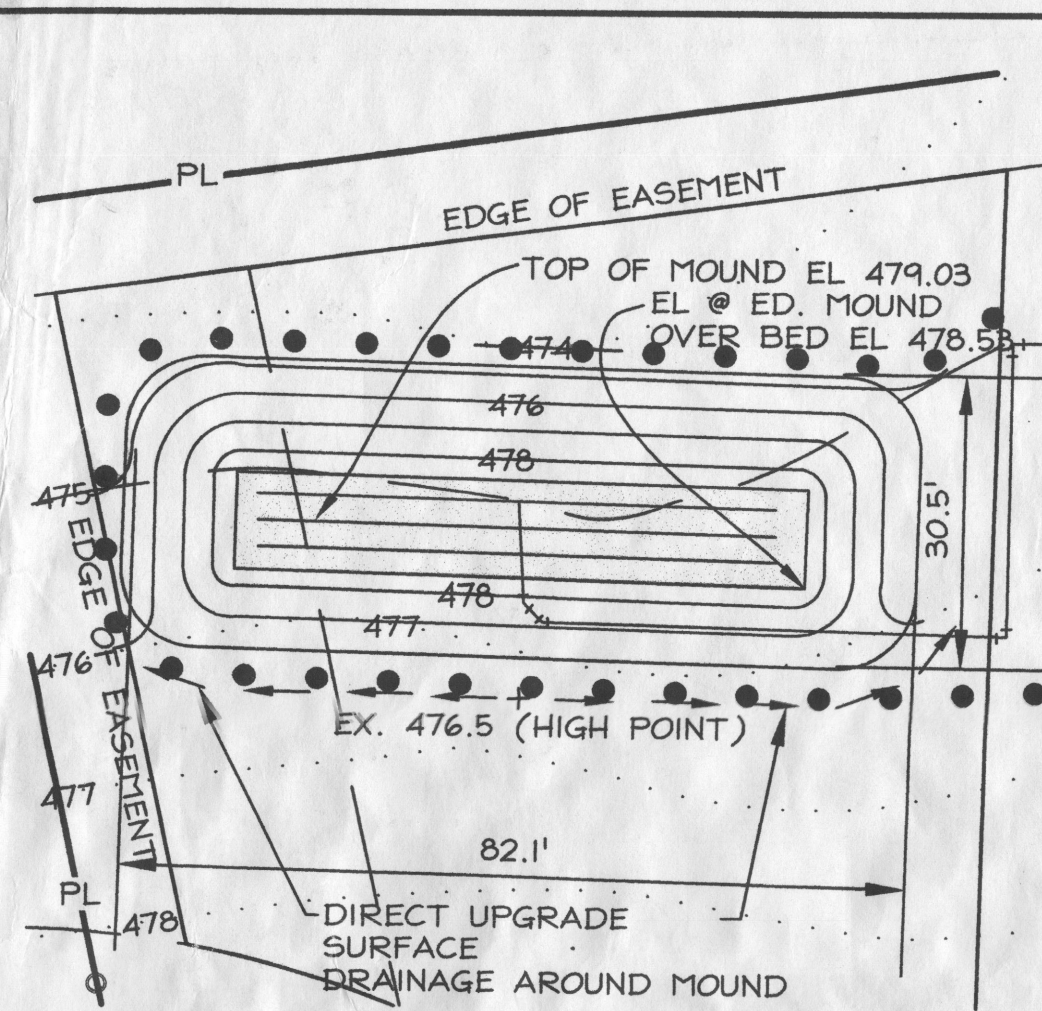 PL
EDGE OF EASEMENT
TOP OF MOUND EL 479.03
EL @ ED. MOUND
OVER BED EL 478.53
474
476
478
475
EDGE OF EASEMENT
30.5'
478
477
476
EX. 476.5 (HIGH POINT)
477
82.1'
PL
478
DIRECT UPGRADE
SURFACE
DRAINAGE AROUND MOUND